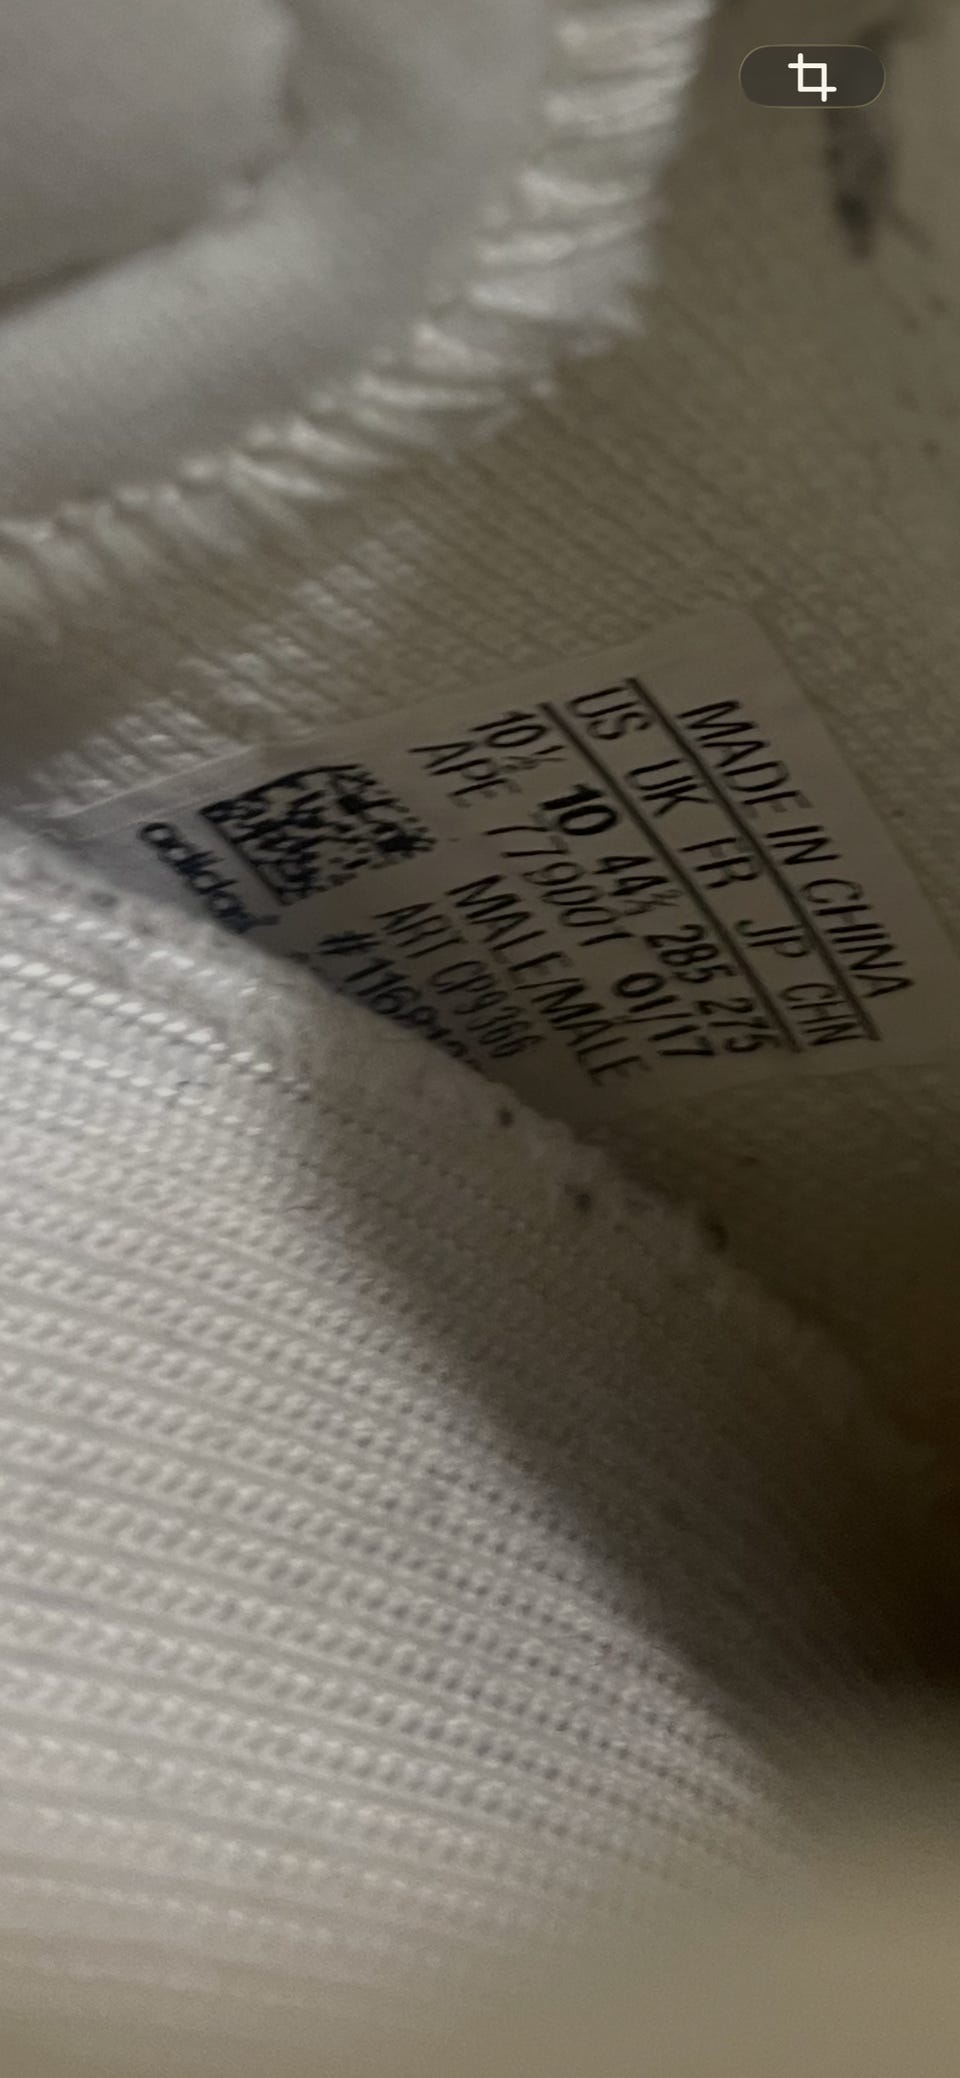 MADE IN CHINA
US UK FR JP CHN
10½ 10 44⅔ 285 275
APE 779001 01/17
MALE/MALE
ART CP9366
adidas